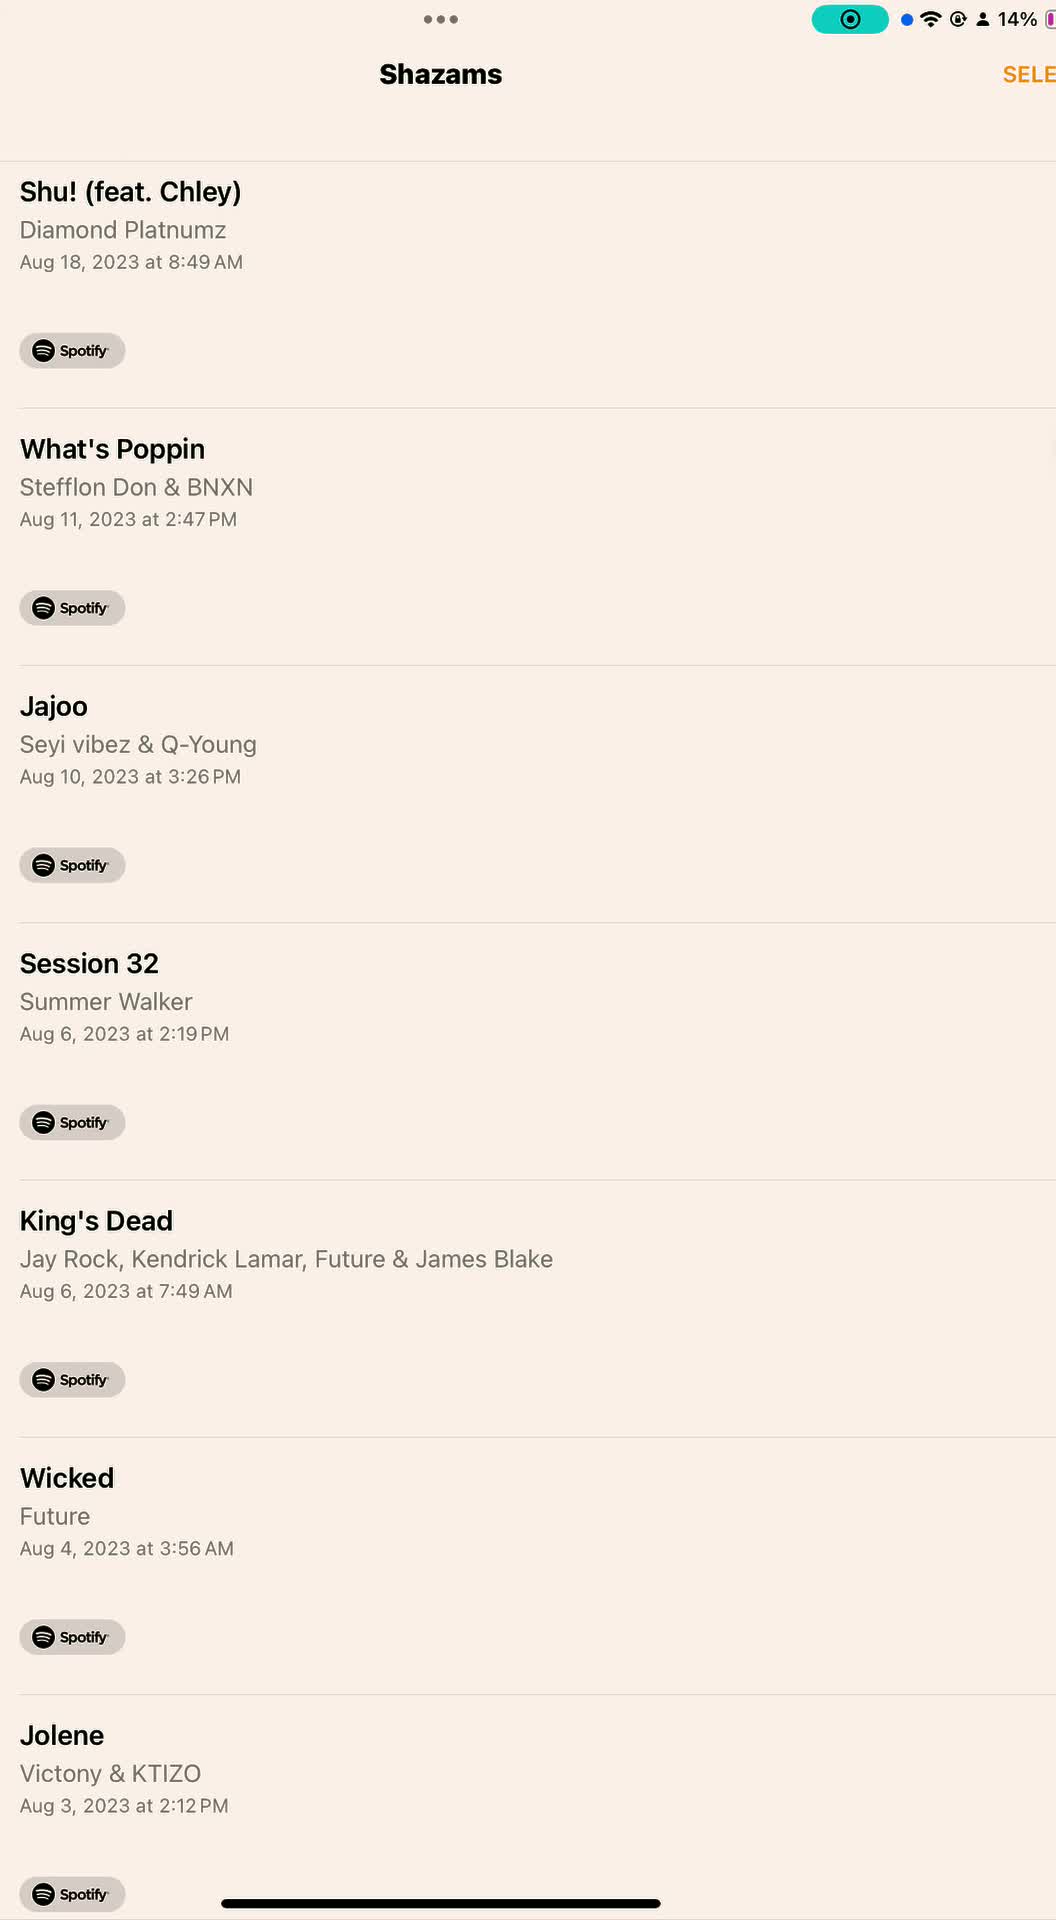 14%
Shazams
SELE
Shu! (feat. Chley)
Diamond Platnumz
Aug 18, 2023 at 8:49 AM
Spotify
What's Poppin
Stefflon Don & BNXN
Aug 11, 2023 at 2:47 PM
Spotify
Jajoo
Seyi vibez & Q-Young
Aug 10, 2023 at 3:26 PM
Spotify
Session 32
Summer Walker
Aug 6, 2023 at 2:19 PM
Spotify
King's Dead
Jay Rock, Kendrick Lamar, Future & James Blake
Aug 6, 2023 at 7:49 AM
Spotify
Wicked
Future
Aug 4, 2023 at 3:56 AM
Spotify
Jolene
Victony & KTIZO
Aug 3, 2023 at 2:12 PM
Spotify